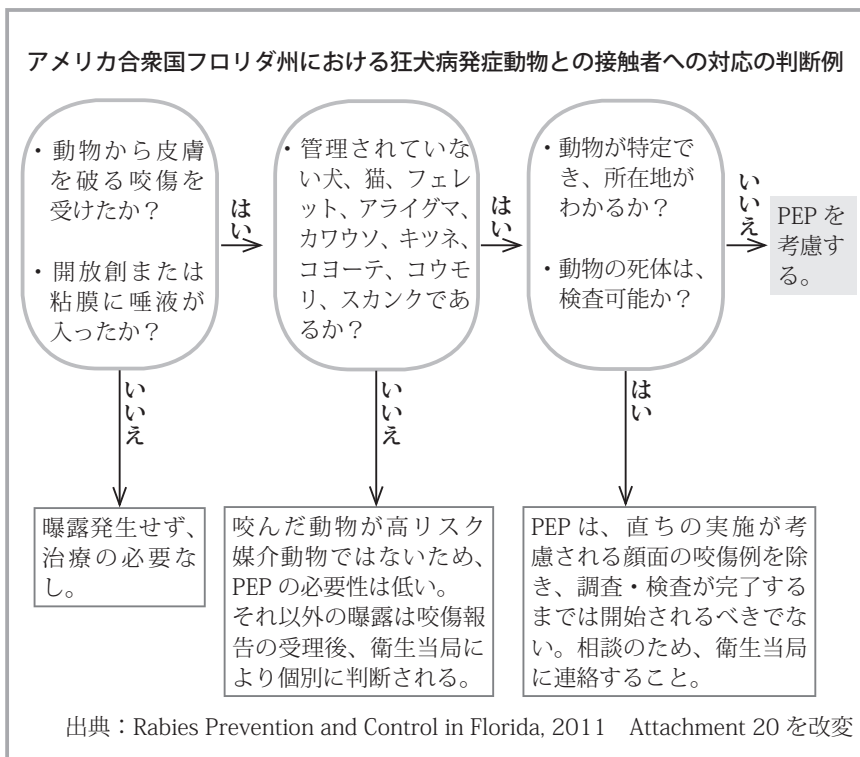 アメリカ合衆国フロリダ州における狂犬病発症動物との接触者への対応の判断例
・動物から皮膚
を破る咬傷を
受けたか？
・開放創または
粘膜に唾液が
入ったか？
はい
・管理されていな
い犬、猫、フェレ
ット、アライグマ、
カワウソ、キツネ、
コヨーテ、コウモ
リ、スカンクであ
るか？
はい
・動物が特定で
き、所在地が
わかるか？
・動物の死体は、
検査可能か？
いいえ
PEP を
考慮す
る。
いいえ
いいえ
はい
曝露発生せず、
治療の必要な
し。
咬んだ動物が高リスク
媒介動物ではないため、
PEP の必要性は低い。
それ以外の曝露は咬傷報
告の受理後、衛生当局に
より個別に判断される。
PEP は、直ちの実施が考
慮される顔面の咬傷例を除
き、調査・検査が完了する
までは開始されるべきでな
い。相談のため、衛生当局
に連絡すること。
出典：Rabies Prevention and Control in Florida, 2011　Attachment 20 を改変